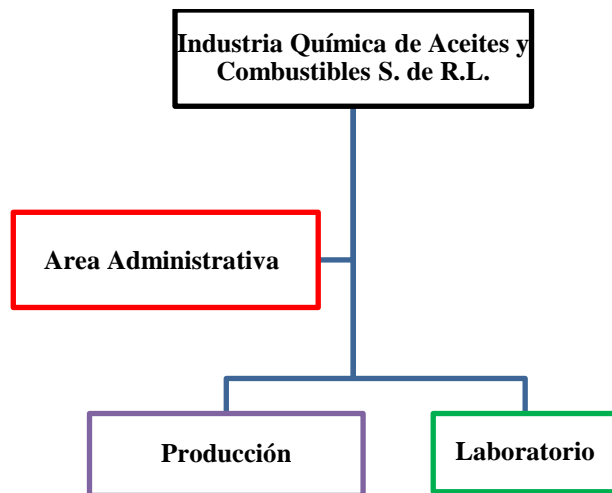 Industria Química de Aceites y
Combustibles S. de R.L.
Area Administrativa
Producción
Laboratorio